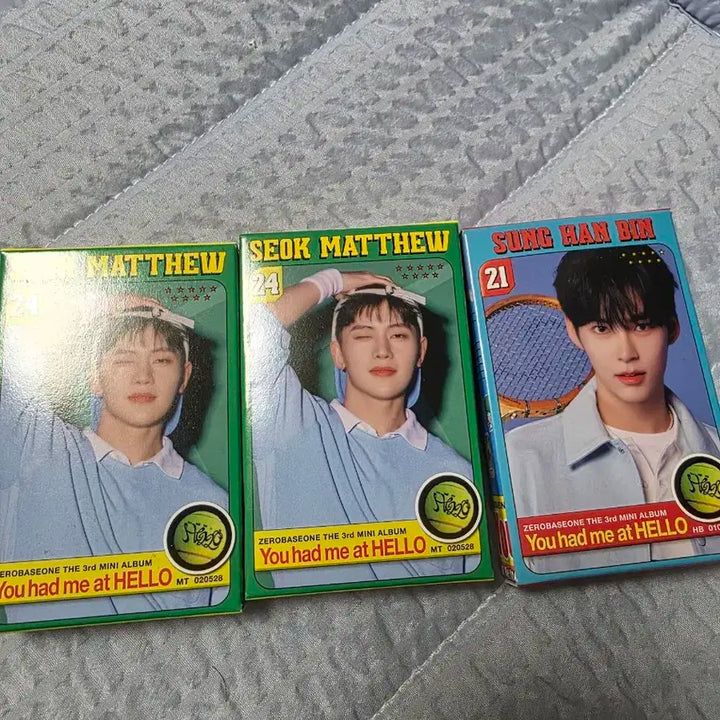 MATTHEW
24
ZEROBASEONE THE 3rd MINI ALBUM
You had me at HELLO MT 020528
SEOK MATTHEW
24
ZEROBASEONE THE 3rd MINI ALBUM
You had me at HELLO MT 020528
SUNG HAN BIN
21
ZEROBASEONE THE 3rd MINI ALBUM
You had me at HELLO HB 010